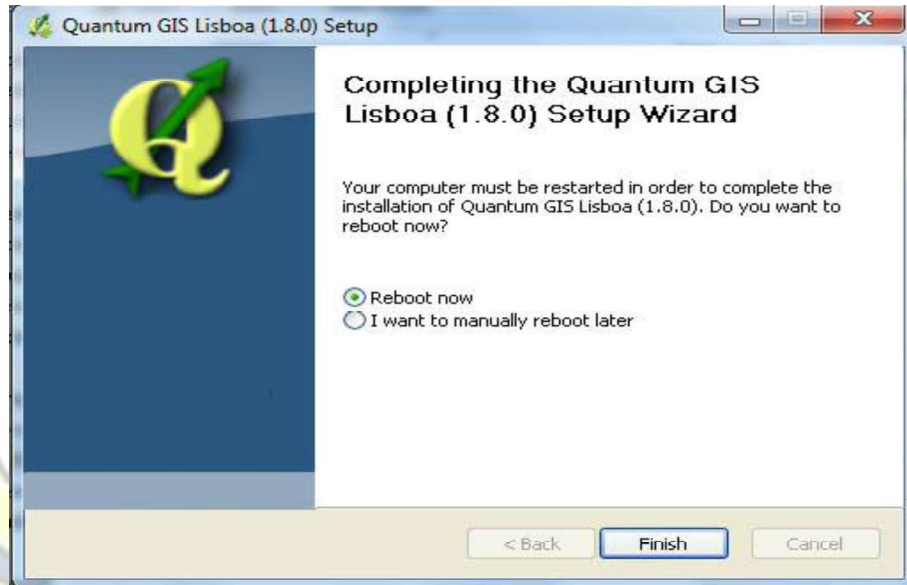 Quantum GIS Lisboa (1.8.0) Setup
Completing the Quantum GIS
Lisboa (1.8.0) Setup Wizard
Your computer must be restarted in order to complete the
installation of Quantum GIS Lisboa (1.8.0). Do you want to
reboot now?
Reboot now
I want to manually reboot later
< Back Finish Cancel